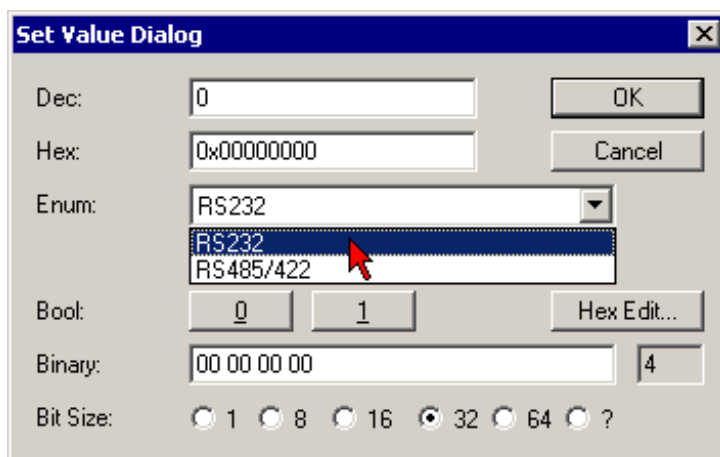 Set Value Dialog
Dec: 0 OK
Hex: 0x00000000 Cancel
Enum: RS232
RS232
RS485/422
Bool: 0 1 Hex Edit...
Binary: 00 00 00 00 4
Bit Size: 1 8 16 32 64 ?